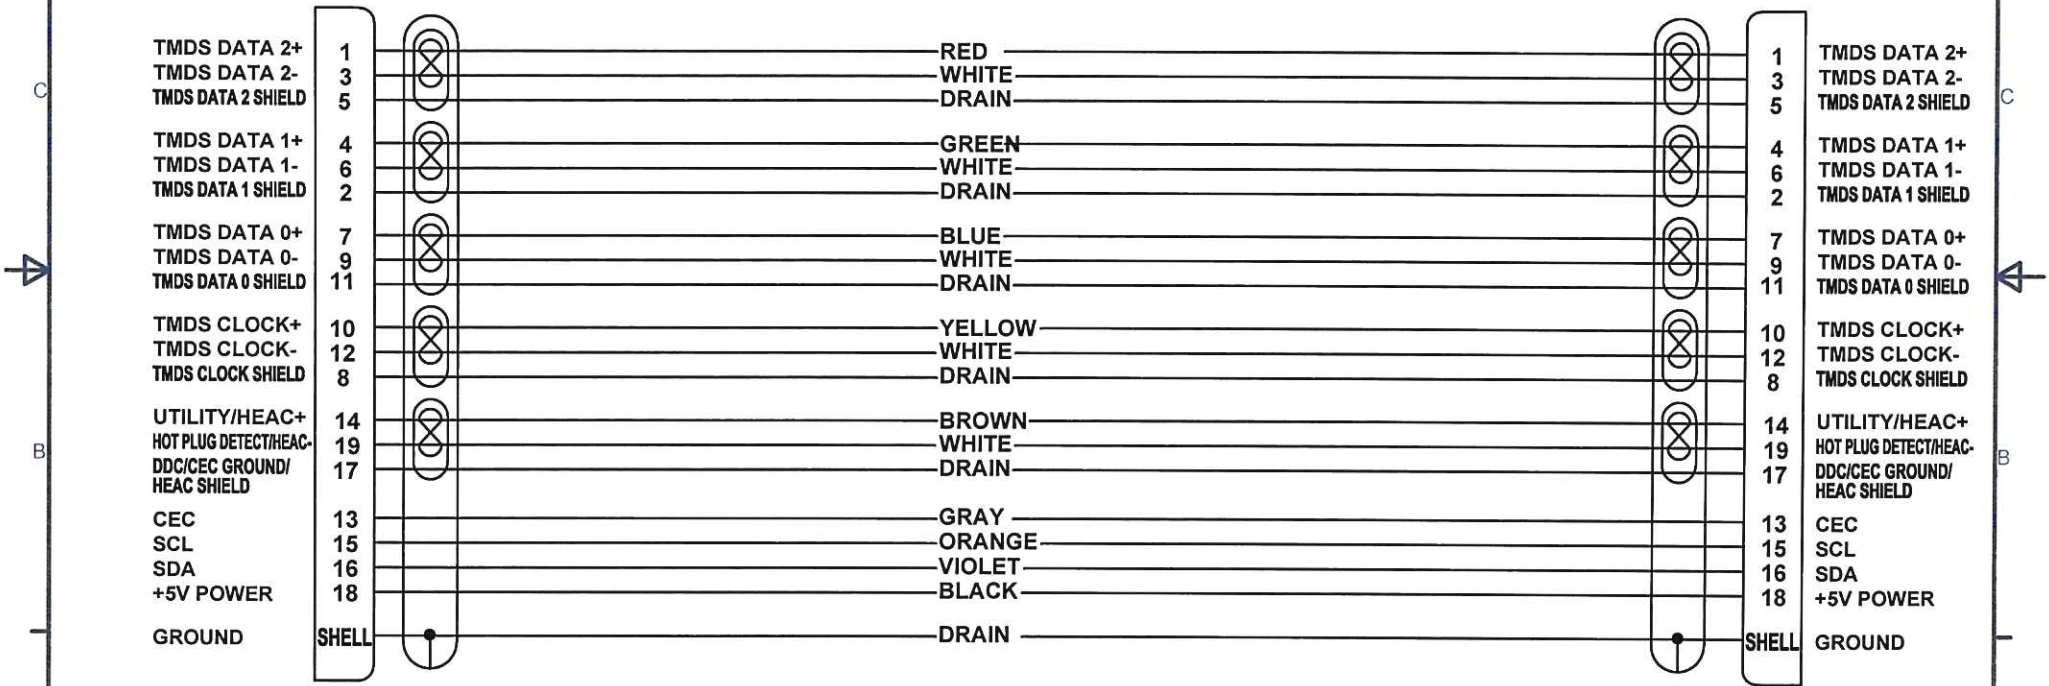 TMDS DATA 2+ 1 RED 1 TMDS DATA 2+
TMDS DATA 2- 3 WHITE 3 TMDS DATA 2-
TMDS DATA 2 SHIELD 5 DRAIN 5 TMDS DATA 2 SHIELD
C C
TMDS DATA 1+ 4 GREEN 4 TMDS DATA 1+
TMDS DATA 1- 6 WHITE 6 TMDS DATA 1-
TMDS DATA 1 SHIELD 2 DRAIN 2 TMDS DATA 1 SHIELD
TMDS DATA 0+ 7 BLUE 7 TMDS DATA 0+
TMDS DATA 0- 9 WHITE 9 TMDS DATA 0-
TMDS DATA 0 SHIELD 11 DRAIN 11 TMDS DATA 0 SHIELD
TMDS CLOCK+ 10 YELLOW 10 TMDS CLOCK+
TMDS CLOCK- 12 WHITE 12 TMDS CLOCK-
TMDS CLOCK SHIELD 8 DRAIN 8 TMDS CLOCK SHIELD
UTILITY/HEAC+ 14 BROWN 14 UTILITY/HEAC+
HOT PLUG DETECT/HEAC- 19 WHITE 19 HOT PLUG DETECT/HEAC-
B B
DDC/CEC GROUND/ 17 DRAIN 17 DDC/CEC GROUND/
HEAC SHIELD HEAC SHIELD
CEC 13 GRAY 13 CEC
SCL 15 ORANGE 15 SCL
SDA 16 VIOLET 16 SDA
+5V POWER 18 BLACK 18 +5V POWER
GROUND SHELL DRAIN SHELL GROUND